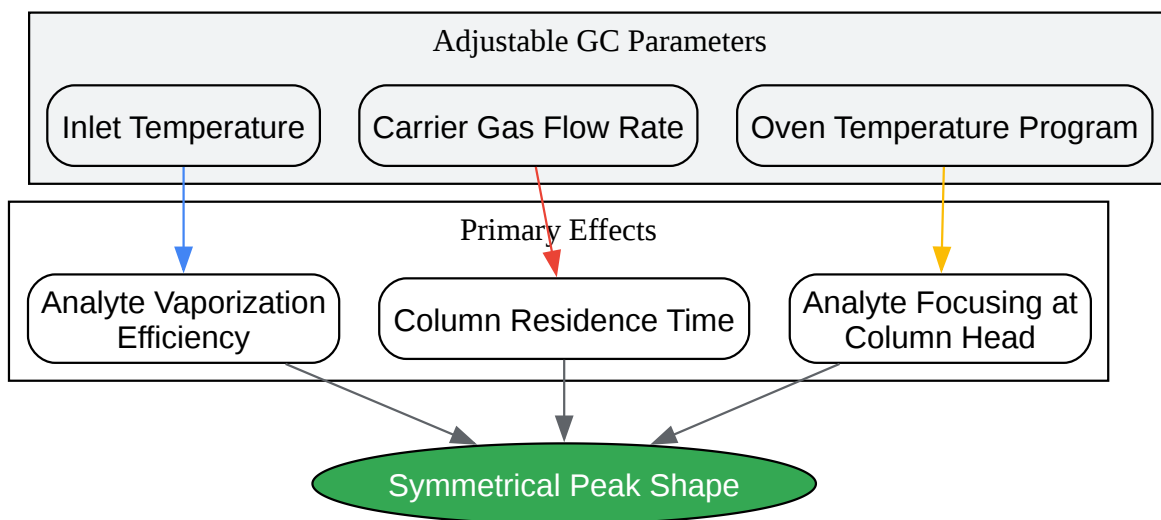 Adjustable GC Parameters
Inlet Temperature
Carrier Gas Flow Rate
Oven Temperature Program
Primary Effects
Analyte Vaporization
Efficiency
Column Residence Time
Analyte Focusing at
Column Head
Symmetrical Peak Shape